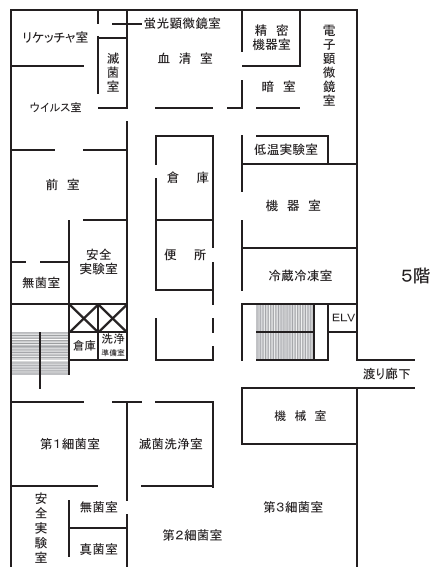 リケッチャ室
蛍光顕微鏡室
滅菌室
血清室
精密
機器室
電子顕微鏡室
暗室
ウイルス室
低温実験室
前室
倉庫
機器室
便所
安全
実験室
冷蔵冷凍室
無菌室
5階
倉庫
洗浄
準備室
ELV
渡り廊下
機械室
第1細菌室
滅菌洗浄室
安全実験室
無菌室
第3細菌室
第2細菌室
真菌室